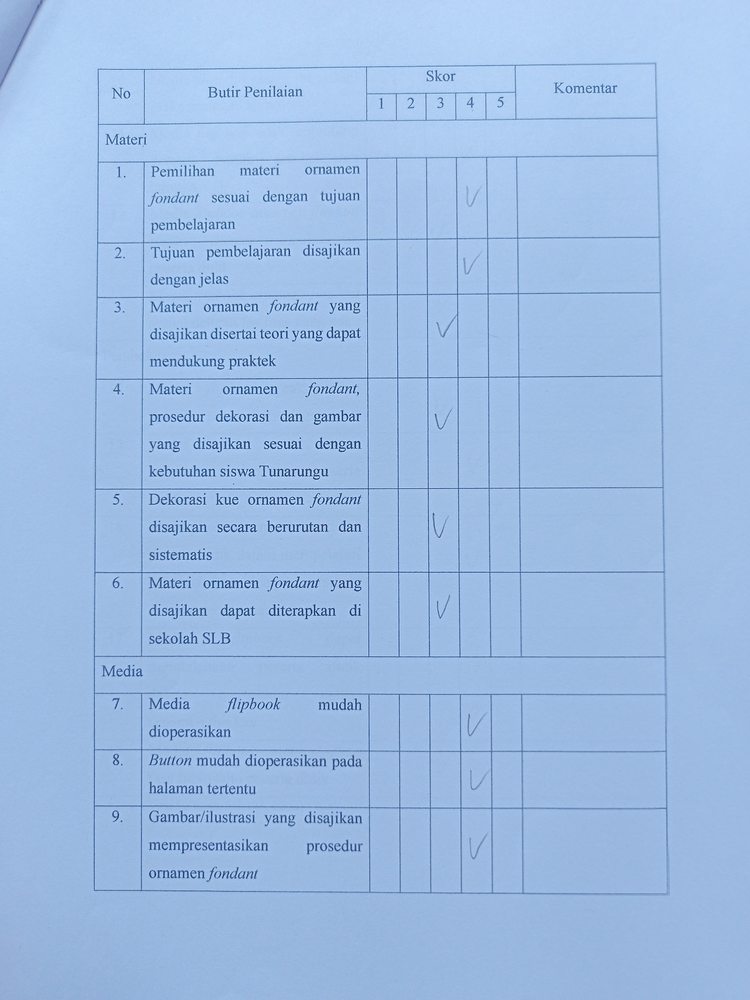 No
Butir Penilaian
Skor
Komentar
1 2 3 4 5
Materi
1. Pemilihan materi ornamen
fondant sesuai dengan tujuan
pembelajaran
2. Tujuan pembelajaran disajikan
dengan jelas
3. Materi ornamen fondant yang
disajikan disertai teori yang dapat
mendukung praktek
4. Materi ornamen fondant,
prosedur dekorasi dan gambar
yang disajikan sesuai dengan
kebutuhan siswa Tunarungu
5. Dekorasi kue ornamen fondant
disajikan secara berurutan dan
sistematis
6. Materi ornamen fondant yang
disajikan dapat diterapkan di
sekolah SLB
Media
7. Media flipbook mudah
dioperasikan
8. Button mudah dioperasikan pada
halaman tertentu
9. Gambar/ilustrasi yang disajikan
mempresentasikan prosedur
ornamen fondant